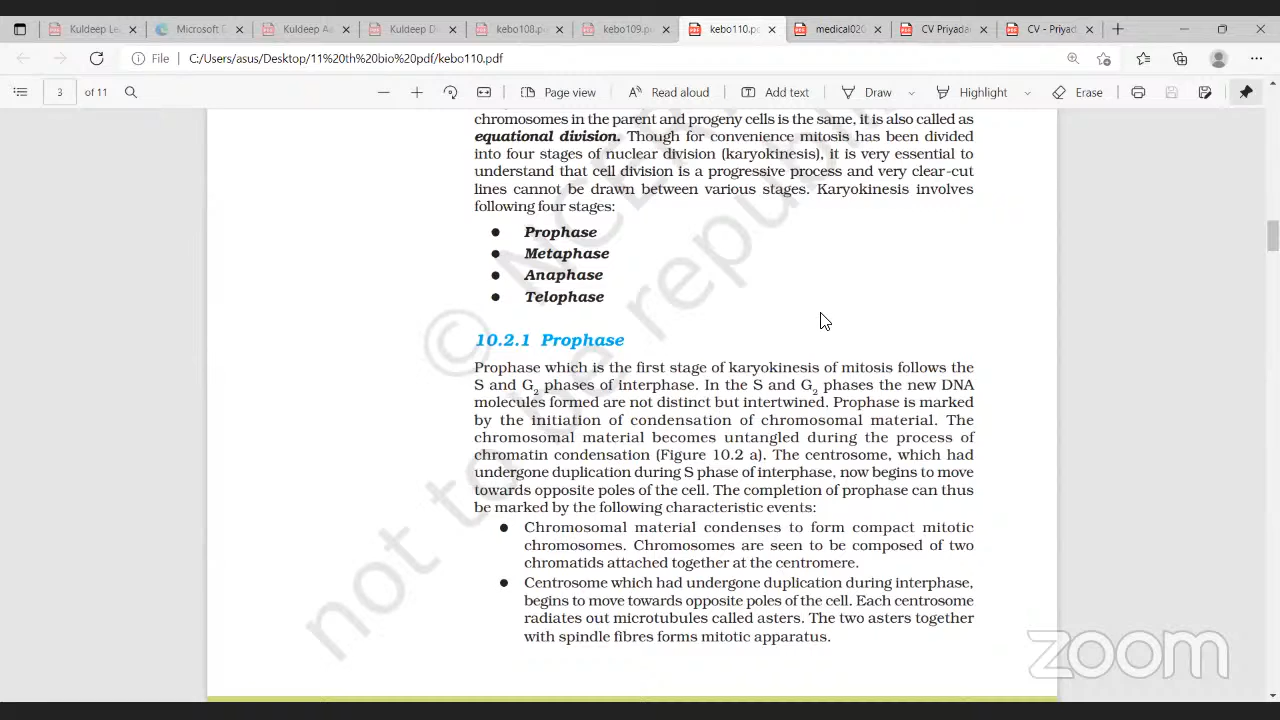 Kuldeep Le
Microsoft E
Kuldeep Aa
Kuldeep D
kebo108.p
kebo109.p
kebo110.pd
medical020
CV Priyada
CV - Priyad
File
C:/Users/asus/Desktop/11%20th%20bio%20pdf/kebo110.pdf
3 of 11
Page view
Read aloud
Add text
Draw
Highlight
Erase
chromosomes in the parent and progeny cells is the same, it is also called as
equational division. Though for convenience mitosis has been divided
into four stages of nuclear division (karyokinesis), it is very essential to
understand that cell division is a progressive process and very clear-cut
lines cannot be drawn between various stages. Karyokinesis involves
following four stages:
● Prophase
● Metaphase
● Anaphase
● Telophase
10.2.1 Prophase
Prophase which is the first stage of karyokinesis of mitosis follows the
S and G2 phases of interphase. In the S and G2 phases the new DNA
molecules formed are not distinct but intertwined. Prophase is marked
by the initiation of condensation of chromosomal material. The
chromosomal material becomes untangled during the process of
chromatin condensation (Figure 10.2 a). The centrosome, which had
undergone duplication during S phase of interphase, now begins to move
towards opposite poles of the cell. The completion of prophase can thus
be marked by the following characteristic events:
● Chromosomal material condenses to form compact mitotic
chromosomes. Chromosomes are seen to be composed of two
chromatids attached together at the centromere.
● Centrosome which had undergone duplication during interphase,
begins to move towards opposite poles of the cell. Each centrosome
radiates out microtubules called asters. The two asters together
with spindle fibres forms mitotic apparatus.
© NCER
not to be republi
zoom